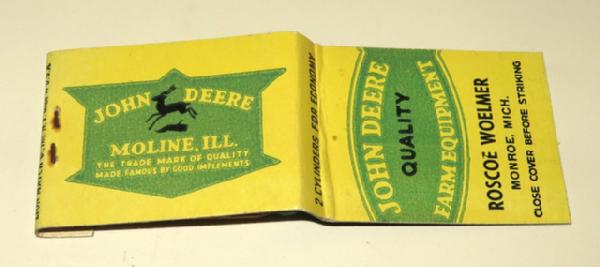 JOHN DEERE
MOLINE, ILL.
THE TRADE MARK OF QUALITY
MADE FAMOUS BY GOOD IMPLEMENTS
2 CYLINDERS FOR ECONOMY
JOHN DEERE
QUALITY
FARM EQUIPMENT
ROSCOE WOELMER
MONROE, MICH.
CLOSE COVER BEFORE STRIKING